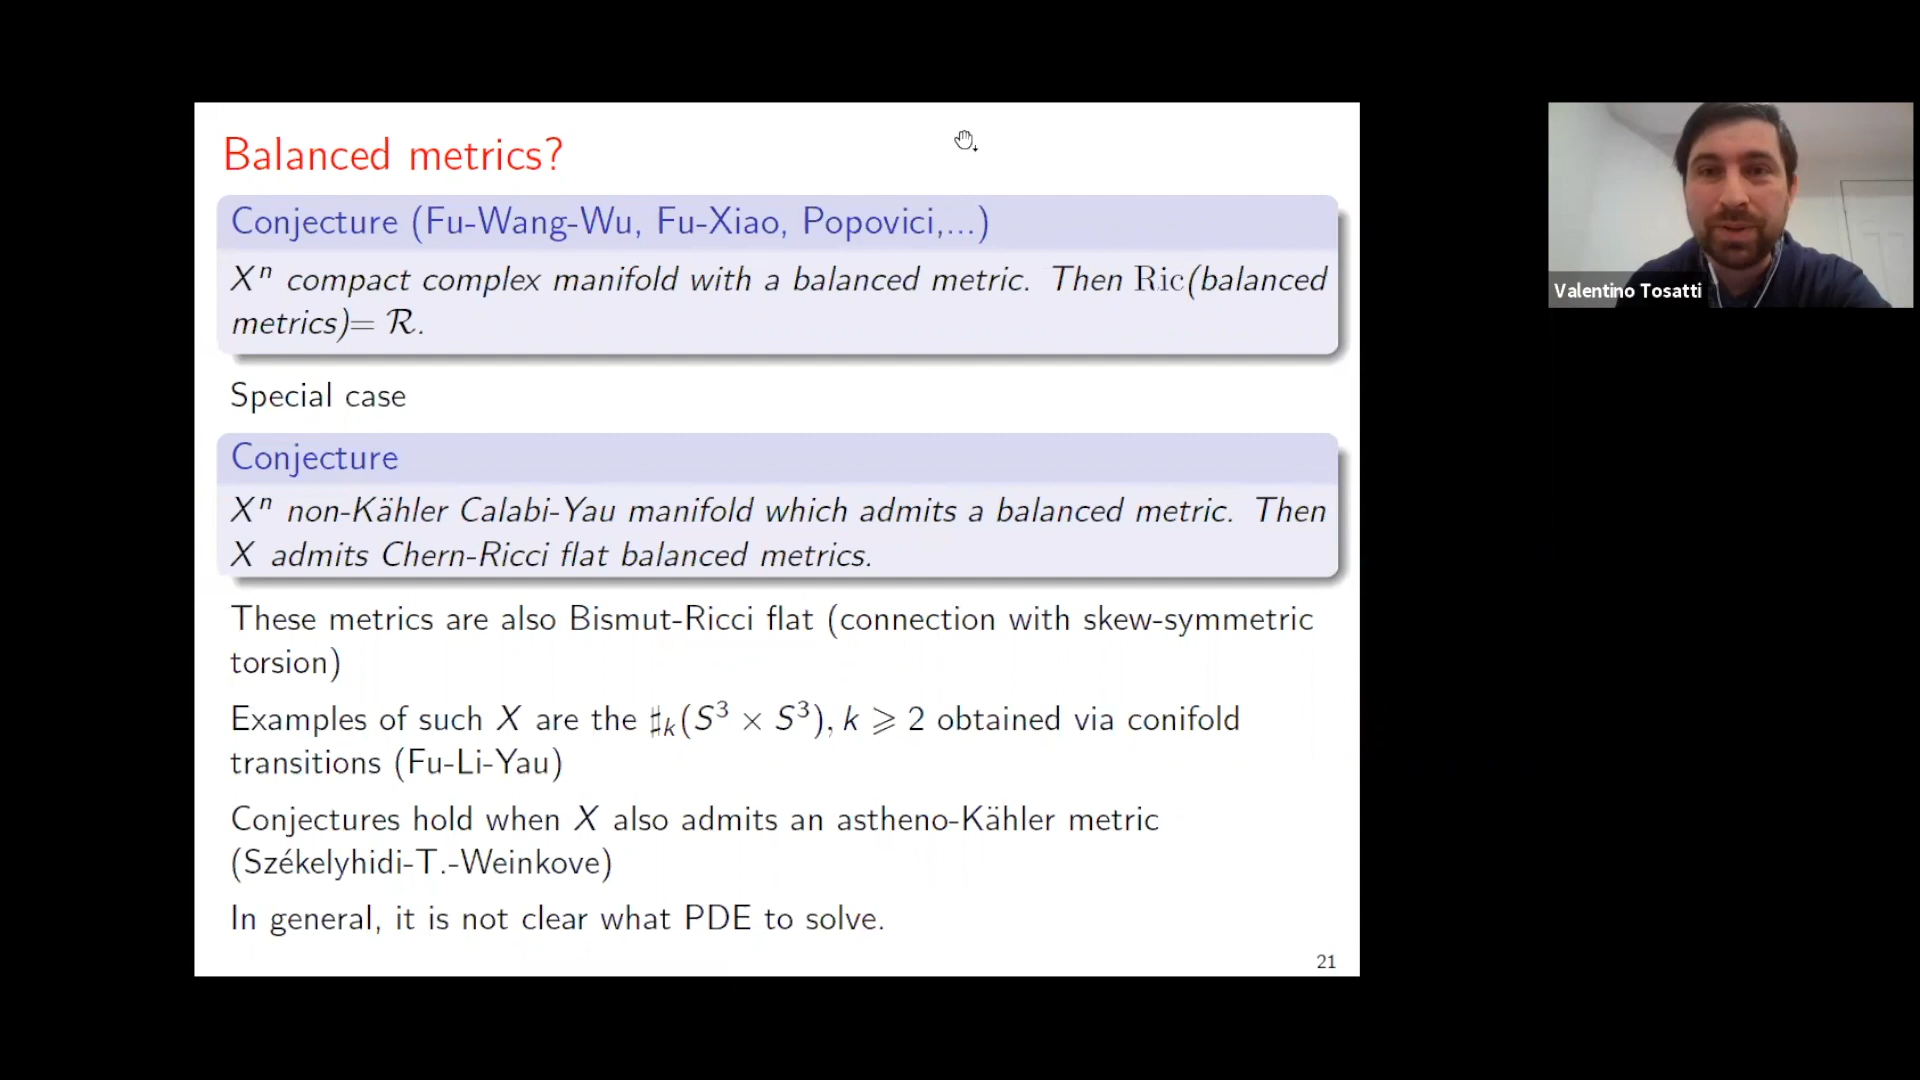 Balanced metrics?
Conjecture (Fu-Wang-Wu, Fu-Xiao, Popovici,...)
Xⁿ compact complex manifold with a balanced metric. Then Ric(balanced
metrics)= ℛ.
Special case
Conjecture
Xⁿ non-Kähler Calabi-Yau manifold which admits a balanced metric. Then
X admits Chern-Ricci flat balanced metrics.
These metrics are also Bismut-Ricci flat (connection with skew-symmetric
torsion)
Examples of such X are the ♯ₖ(S³ × S³), k ⩾ 2 obtained via conifold
transitions (Fu-Li-Yau)
Conjectures hold when X also admits an astheno-Kähler metric
(Székelyhidi-T.-Weinkove)
In general, it is not clear what PDE to solve.
21
Valentino Tosatti